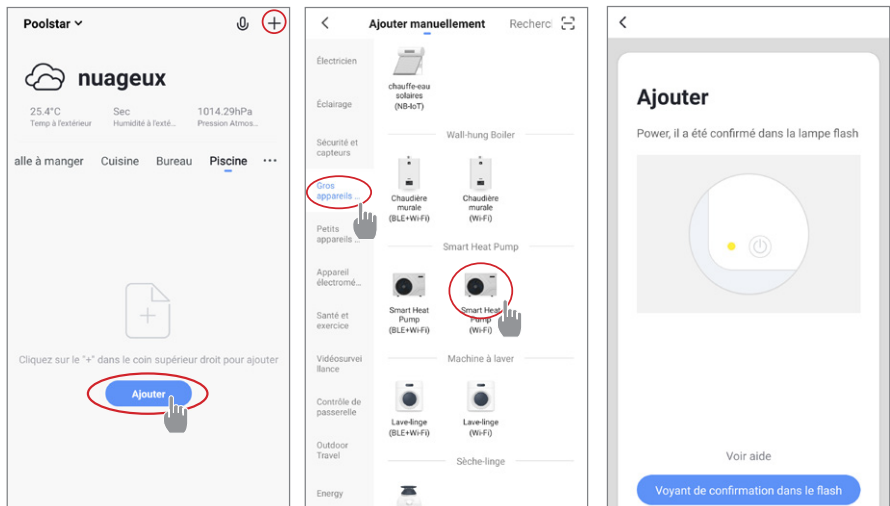 Poolstar
nuageux
25.4°C Sec 1014.29hPa
Temp à l'extérieur Humidité à l'exté... Pression Atmos...
alle à manger Cuisine Bureau Piscine ...
Cliquez sur le "+" dans le coin supérieur droit pour ajouter
Ajouter
Ajouter manuellement Recherc
Électricien
Éclairage
Sécurité et
capteurs
Gros
appareils ...
Petits
appareils ...
Appareil
électromé...
Santé et
exercice
Vidéosurvei
llance
Contrôle de
passerelle
Outdoor
Travel
Energy
chauffe-eau
solaires
(NB-IoT)
Wall-hung Boiler
Chaudière
murale
(BLE+Wi-Fi)
Chaudière
murale
(Wi-Fi)
Smart Heat Pump
Smart Heat
Pump
(BLE+Wi-Fi)
Smart Heat
Pump
(Wi-Fi)
Machine à laver
Lave-linge
(BLE+Wi-Fi)
Lave-linge
(Wi-Fi)
Sèche-linge
Ajouter
Power, il a été confirmé dans la lampe flash
Voir aide
Voyant de confirmation dans le flash